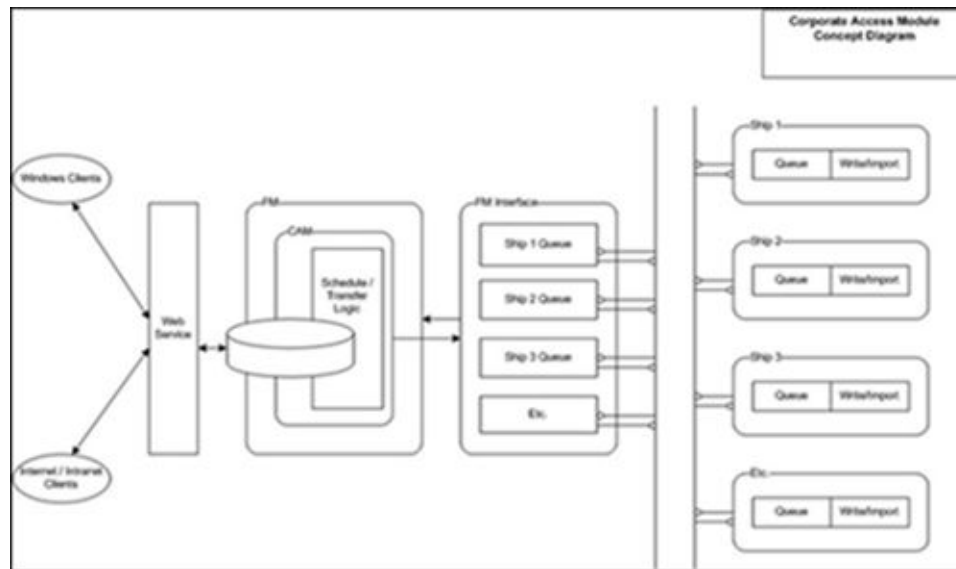 Corporate Access Module
Concept Diagram
Windows Clients
Internet / Intranet
Clients
Web
Service
FM
CAM
Schedule /
Transfer
Logic
FM Interface
Ship 1 Queue
Ship 2 Queue
Ship 3 Queue
Etc.
Ship 1
Queue
Write/Import
Ship 2
Queue
Write/Import
Ship 3
Queue
Write/Import
Etc.
Queue
Write/Import